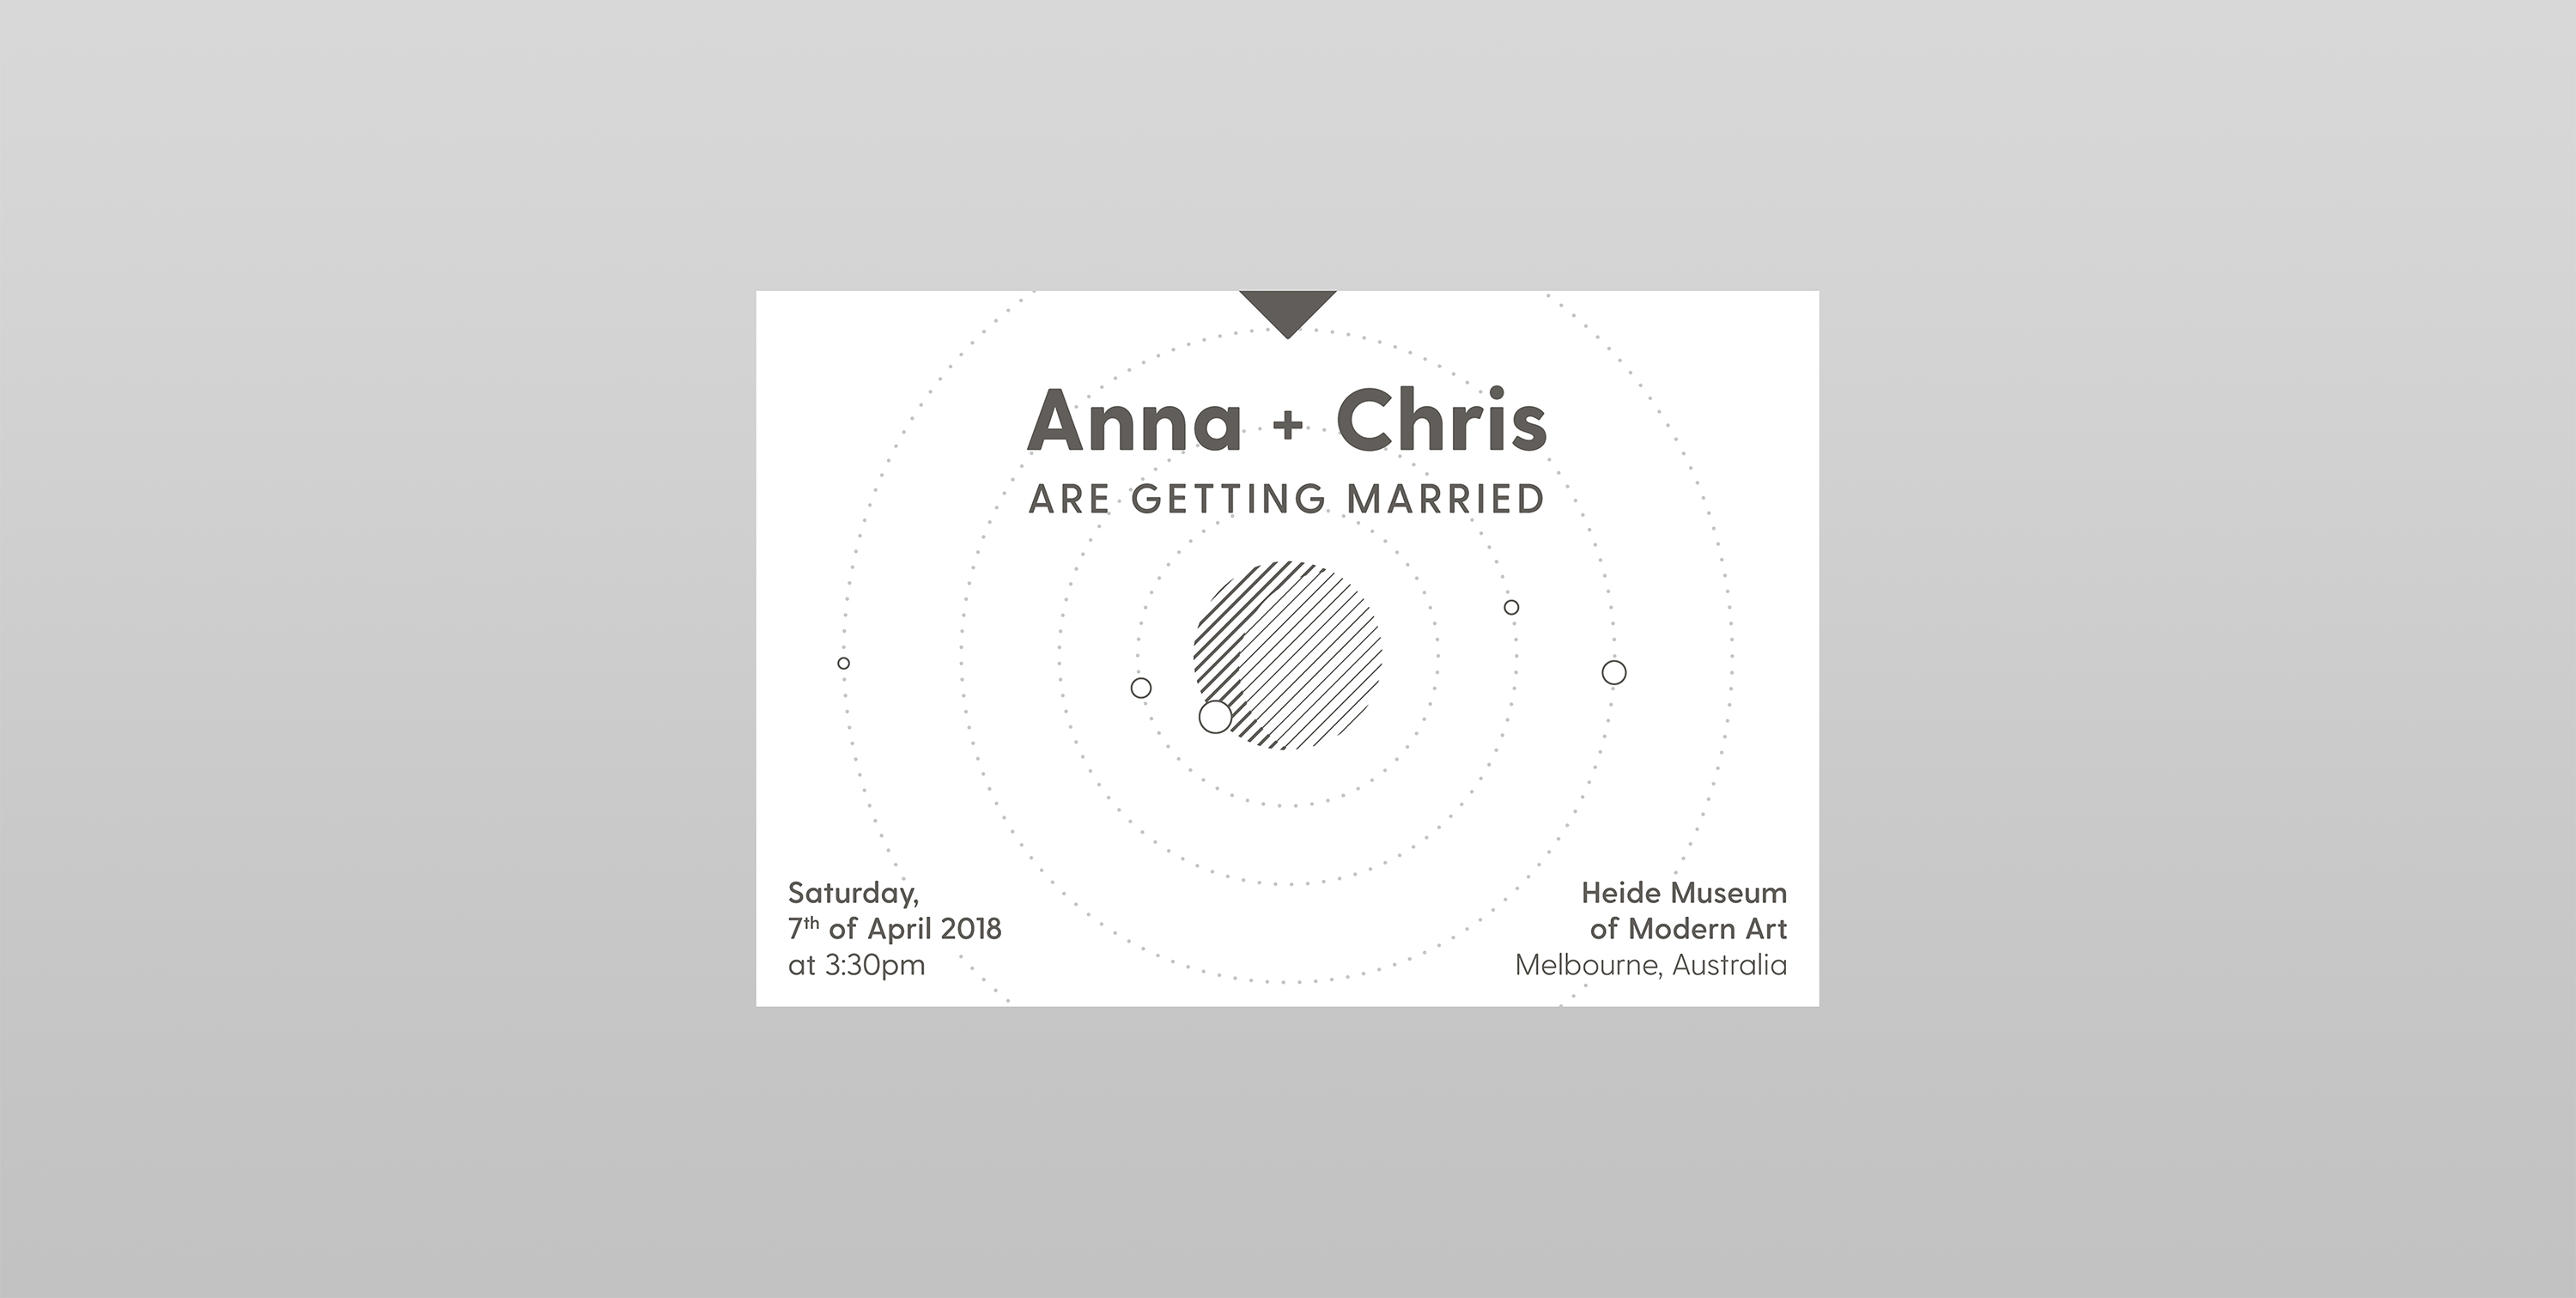 Anna + Chris
ARE GETTING MARRIED
Saturday,
7th of April 2018
at 3:30pm
Heide Museum
of Modern Art
Melbourne, Australia